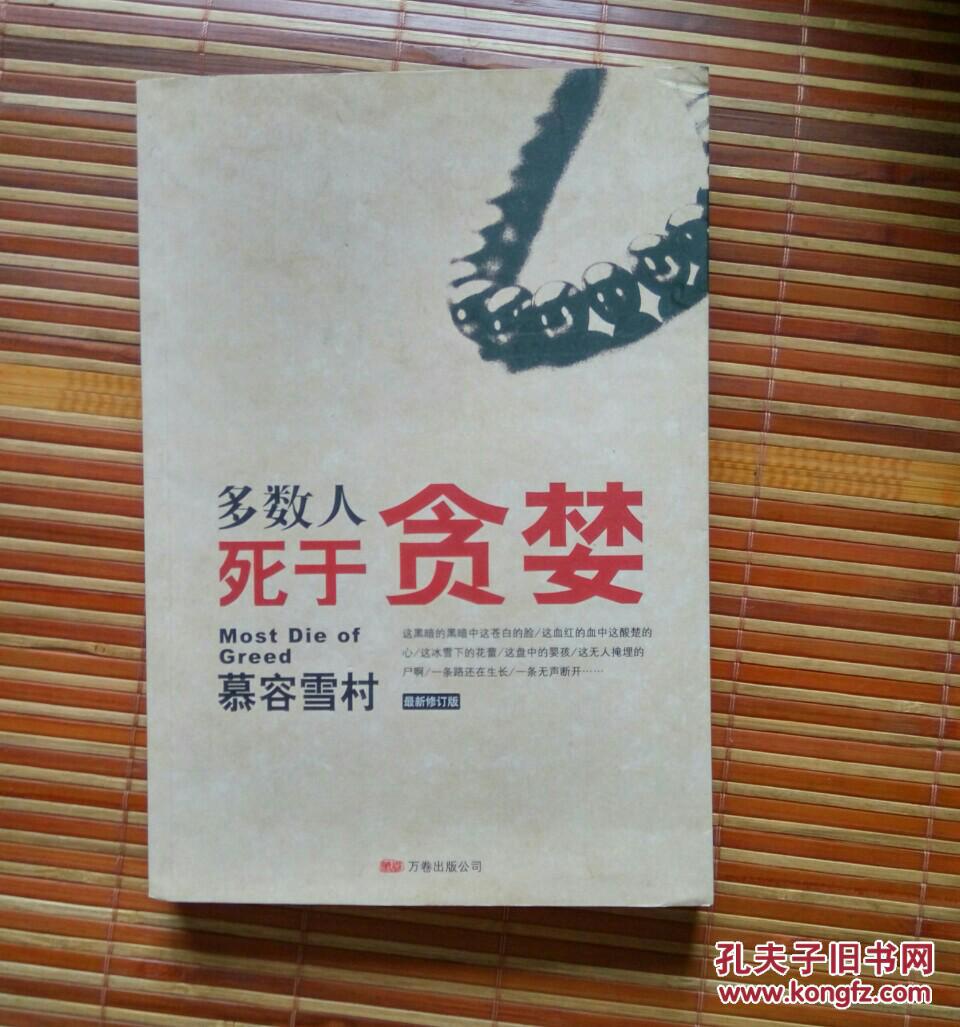 多数人
死于贪婪
Most Die of
Greed
慕容雪村
这黑暗的黑暗中这苍白的脸/这血红的血中这酸楚的
心/这冰雪下的花蕾/这盘中的婴孩/这无人掩埋的
尸啊/一条路还在生长/一条无声断开……
最新修订版
万卷出版公司
孔夫子旧书网
www.kongfz.com